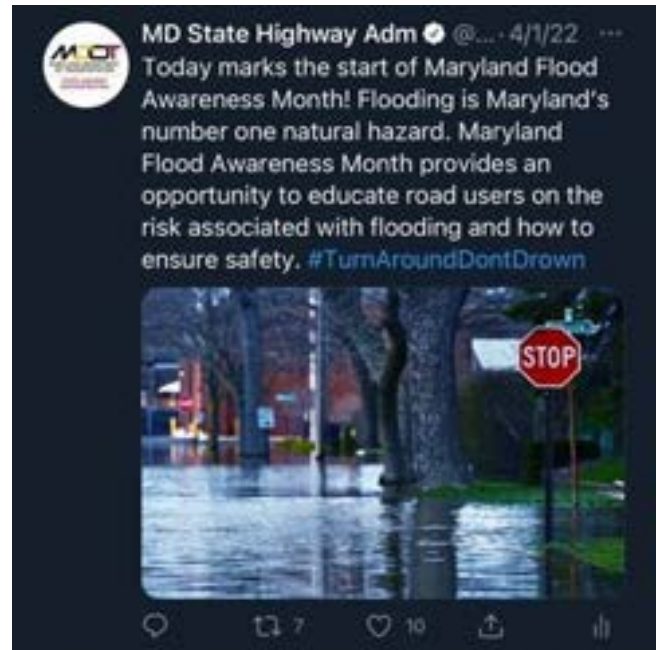 MD State Highway Adm @... · 4/1/22 ...
MDOT
Today marks the start of Maryland Flood
Awareness Month! Flooding is Maryland's
number one natural hazard. Maryland
Flood Awareness Month provides an
opportunity to educate road users on the
risk associated with flooding and how to
ensure safety. #TurnAroundDontDrown
STOP
7 10